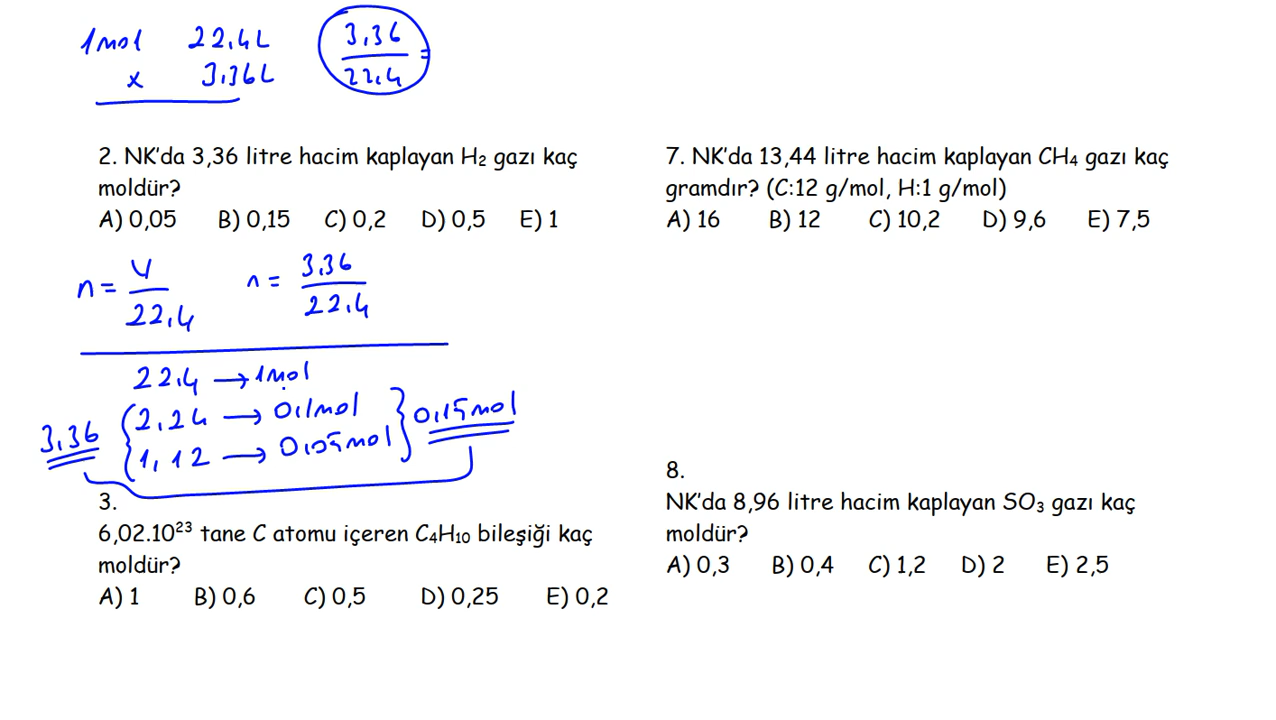 1mol 22,4L
x 3,36L
3,36
22,4
=
2. NK'da 3,36 litre hacim kaplayan H₂ gazı kaç
moldür?
A) 0,05 B) 0,15 C) 0,2 D) 0,5 E) 1
n = V / 22,4 n = 3,36 / 22,4
22,4 → 1mol
2,24 → 0,1mol
1,12 → 0,05mol
3,36
0,15mol
3.
6,02.10²³ tane C atomu içeren C₄H₁₀ bileşiği kaç
moldür?
A) 1 B) 0,6 C) 0,5 D) 0,25 E) 0,2
7. NK'da 13,44 litre hacim kaplayan CH₄ gazı kaç
gramdır? (C:12 g/mol, H:1 g/mol)
A) 16 B) 12 C) 10,2 D) 9,6 E) 7,5
8.
NK'da 8,96 litre hacim kaplayan SO₃ gazı kaç
moldür?
A) 0,3 B) 0,4 C) 1,2 D) 2 E) 2,5